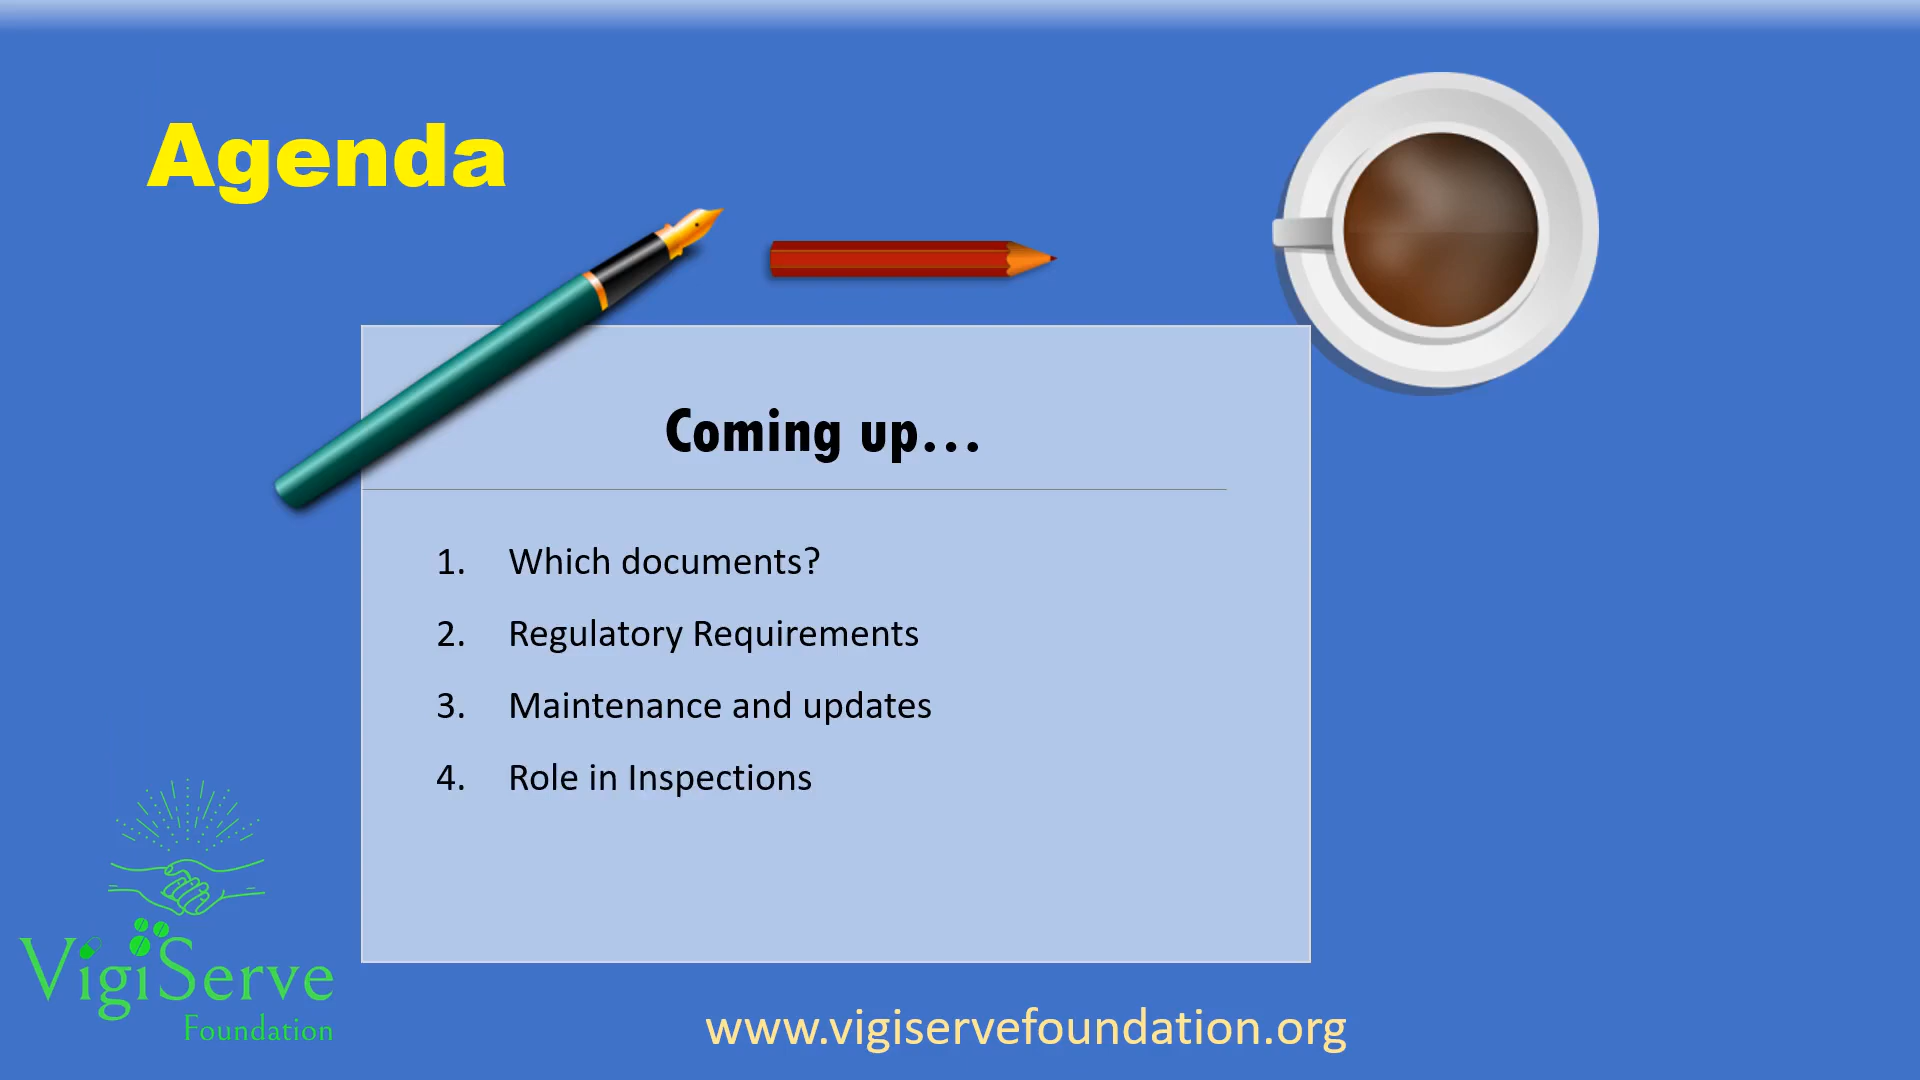 Agenda
Coming up...
1. Which documents?
2. Regulatory Requirements
3. Maintenance and updates
4. Role in Inspections
VigiServe
Foundation
www.vigiservefoundation.org